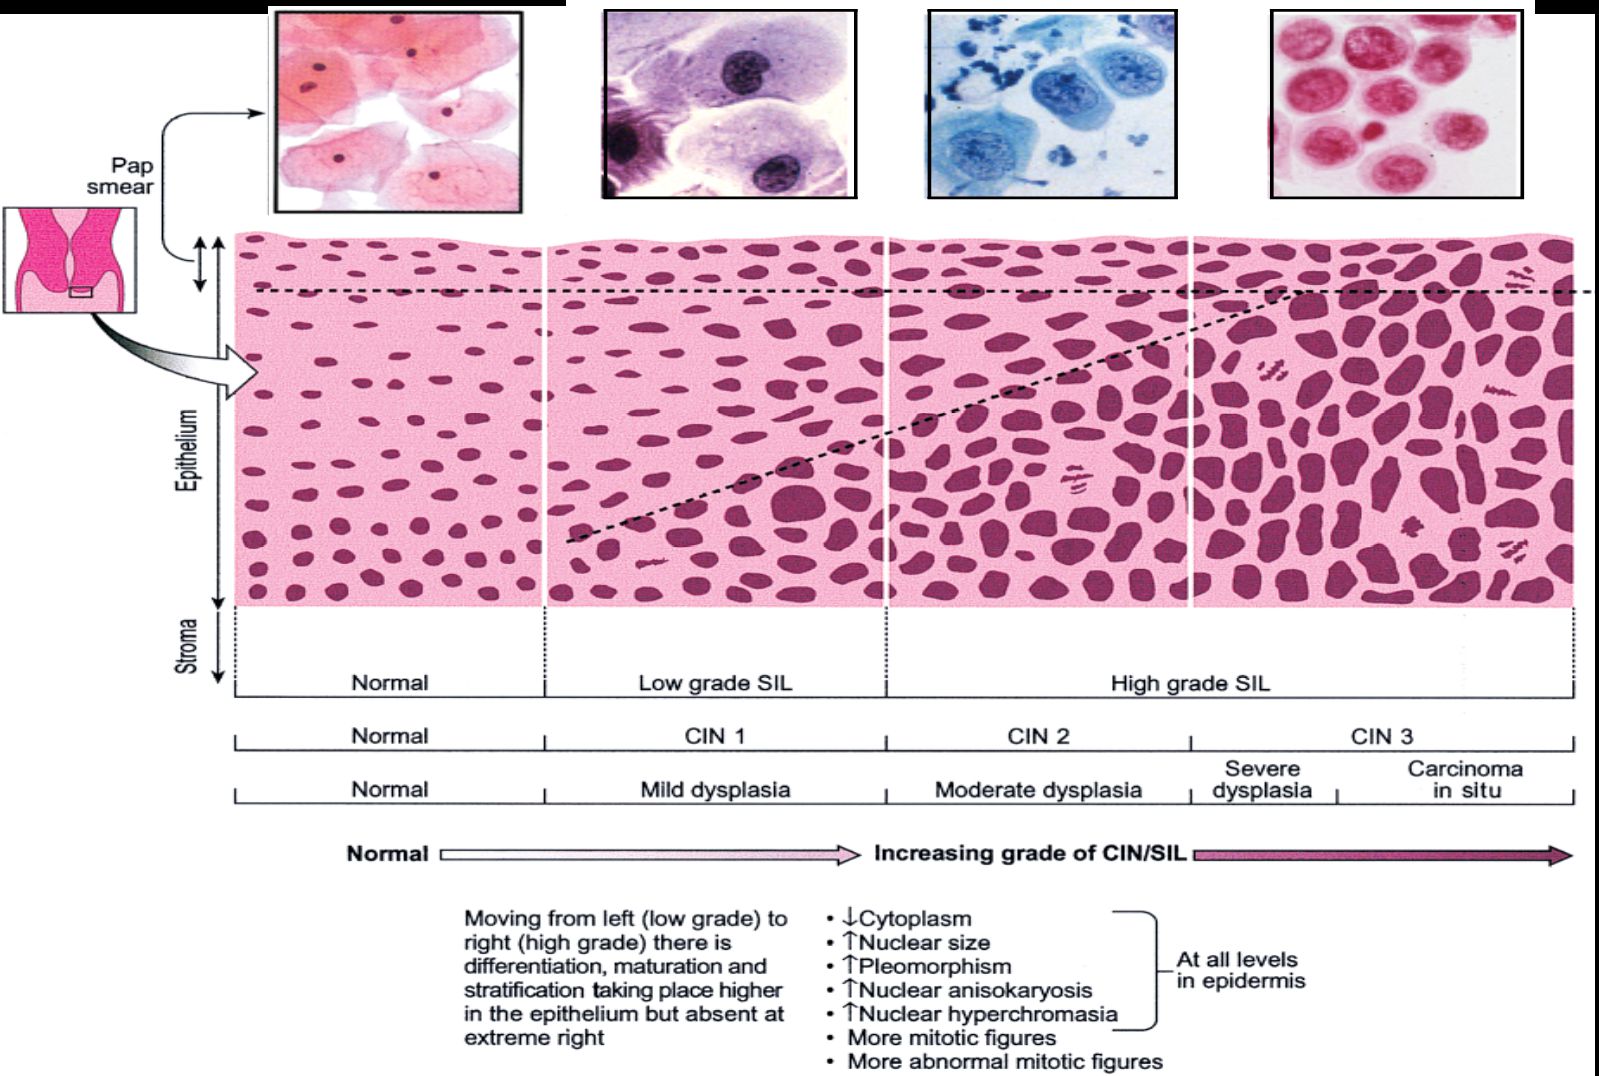 Pap
smear
Epithelium
Stroma
Normal
Low grade SIL
High grade SIL
Normal
CIN 1
CIN 2
CIN 3
Normal
Mild dysplasia
Moderate dysplasia
Severe
dysplasia
Carcinoma
in situ
Normal
Increasing grade of CIN/SIL
Moving from left (low grade) to
right (high grade) there is
differentiation, maturation and
stratification taking place higher
in the epithelium but absent at
extreme right
• ↓Cytoplasm
• ↑Nuclear size
• ↑Pleomorphism
• ↑Nuclear anisokaryosis
• ↑Nuclear hyperchromasia
• More mitotic figures
• More abnormal mitotic figures
At all levels
in epidermis